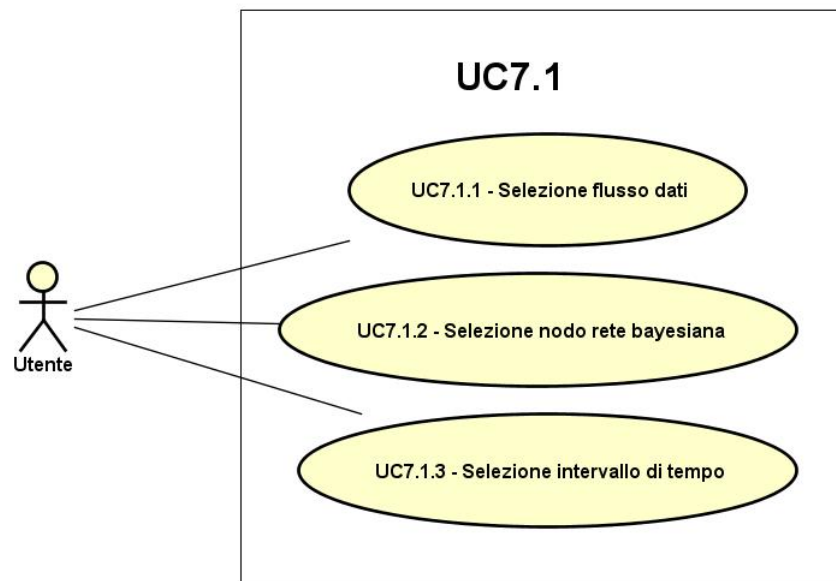 UC7.1
UC7.1.1 - Selezione flusso dati
UC7.1.2 - Selezione nodo rete bayesiana
Utente
UC7.1.3 - Selezione intervallo di tempo